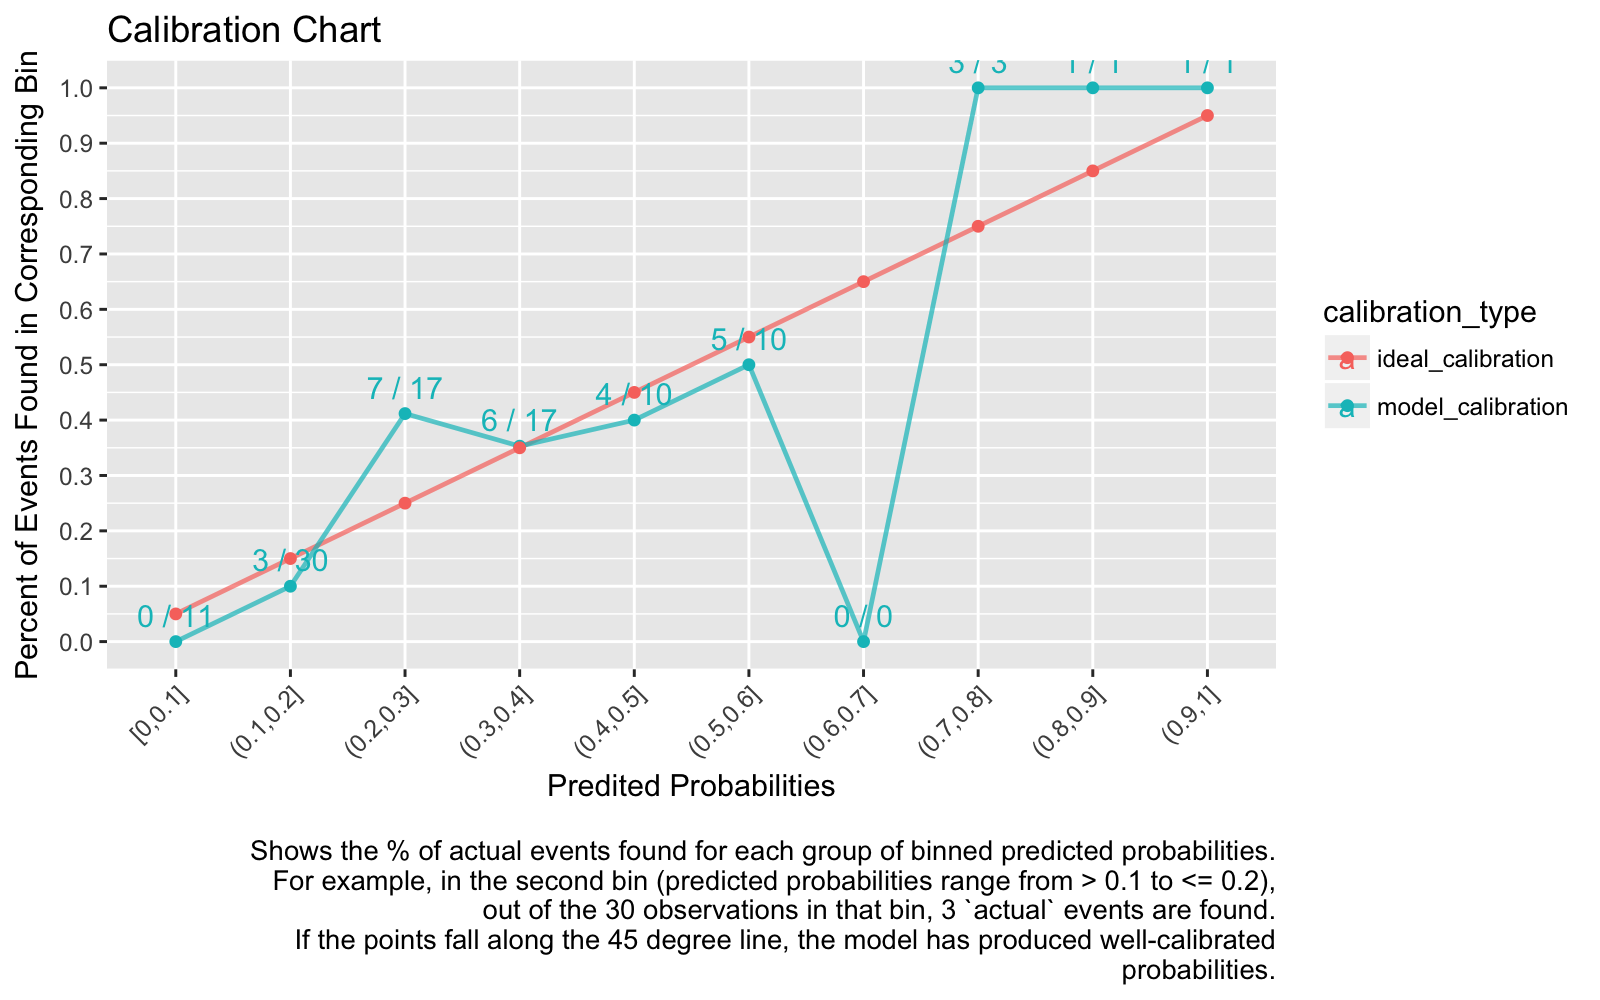 Calibration Chart
Percent of Events Found in Corresponding Bin
1.0
0.9
0.8
0.7
0.6
0.5
0.4
0.3
0.2
0.1
0.0
0 / 11
3 / 30
7 / 17
6 / 17
4 / 10
5 / 10
0 / 0
3 / 3
1 / 1
1 / 1
[0,0.1]
(0.1,0.2]
(0.2,0.3]
(0.3,0.4]
(0.4,0.5]
(0.5,0.6]
(0.6,0.7]
(0.7,0.8]
(0.8,0.9]
(0.9,1]
Predited Probabilities
calibration_type
a ideal_calibration
a model_calibration
Shows the % of actual events found for each group of binned predicted probabilities.
For example, in the second bin (predicted probabilities range from > 0.1 to <= 0.2),
out of the 30 observations in that bin, 3 `actual` events are found.
If the points fall along the 45 degree line, the model has produced well-calibrated
probabilities.